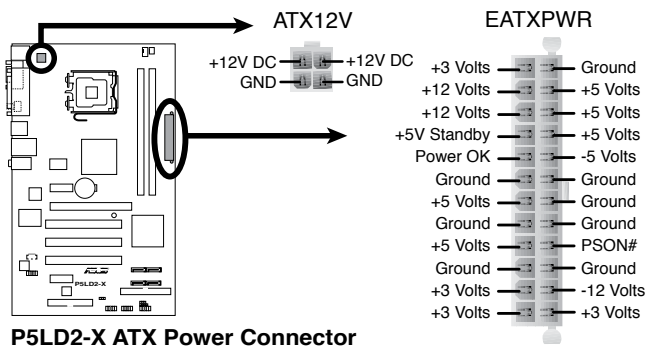 ATX12V
EATXPWR
+12V DC +12V DC
GND GND
+3 Volts Ground
+12 Volts +5 Volts
+12 Volts +5 Volts
+5V Standby +5 Volts
Power OK -5 Volts
Ground Ground
+5 Volts Ground
Ground Ground
+5 Volts PSON#
Ground Ground
+3 Volts -12 Volts
+3 Volts +3 Volts
ASUS
P5LD2-X
P5LD2-X ATX Power Connector